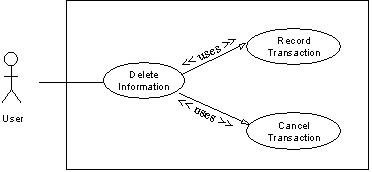 Record
Transaction
<< uses >>
Delete
Information
<< uses >>
User
Cancel
Transaction